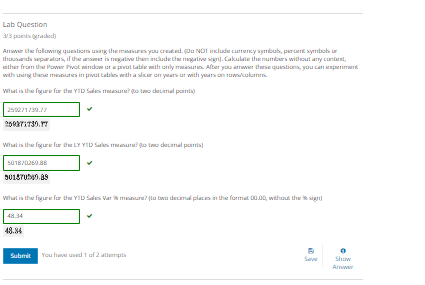 Lab Question
3/3 points (graded)
Answer the following questions using the measures you created. (Do NOT include currency symbols, percent symbols or
thousands separators, if the answer is negative then include the negative sign). Calculate the numbers without any context,
either from the Power Pivot window or a pivot table with only measures. After you answer these questions, you can experiment
with using these measures in pivot tables with a slicer on years or with years on rows/columns.
What is the figure for the YTD Sales measure? (to two decimal points)
259271739.77
259271739.77
What is the figure for the LY YTD Sales measure? (to two decimal points)
501870269.88
501870269.88
What is the figure for the YTD Sales Var % measure? (to two decimal places in the format 00.00, without the % sign)
48.34
48.34
Submit You have used 1 of 2 attempts
Save
Show
Answer